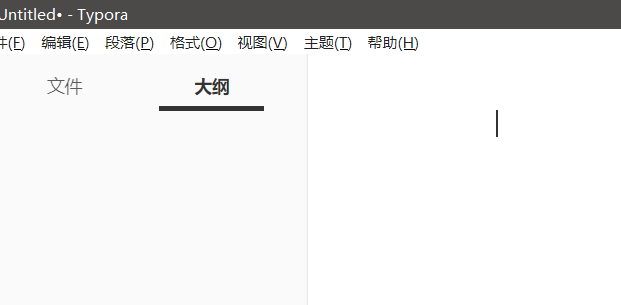 Untitled• - Typora
件(F) 编辑(E) 段落(P) 格式(O) 视图(V) 主题(T) 帮助(H)
文件 大纲